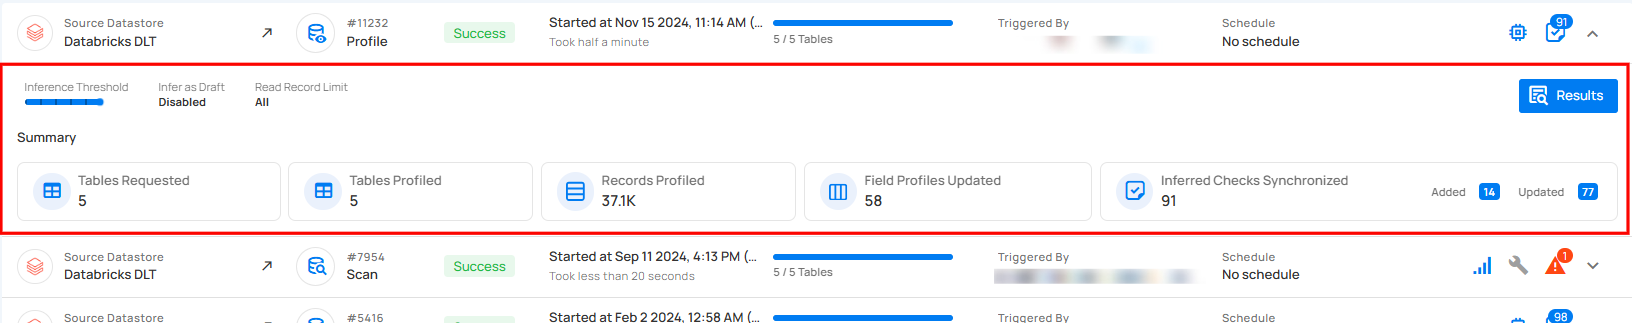 Source Datastore
Databricks DLT
#11232
Profile
Success
Started at Nov 15 2024, 11:14 AM (...
Took half a minute
5 / 5 Tables
Triggered By
Schedule
No schedule
91
Inference Threshold
Infer as Draft
Disabled
Read Record Limit
All
Results
Summary
Tables Requested
5
Tables Profiled
5
Records Profiled
37.1K
Field Profiles Updated
58
Inferred Checks Synchronized
91
Added 14
Updated 77
Source Datastore
Databricks DLT
#7954
Scan
Success
Started at Sep 11 2024, 4:13 PM (...
Took less than 20 seconds
5 / 5 Tables
Triggered By
Schedule
No schedule
1
Source Datastore
#5416
Started at Feb 2 2024, 12:58 AM (...
Triggered By
Schedule
98